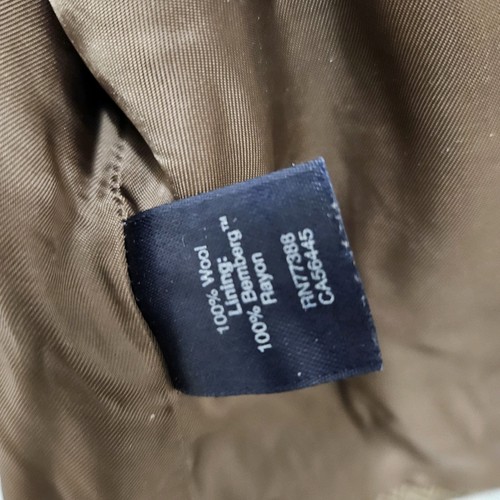 100% Wool
Lining:
100% Bemberg™
Rayon
RN77388
CA56445